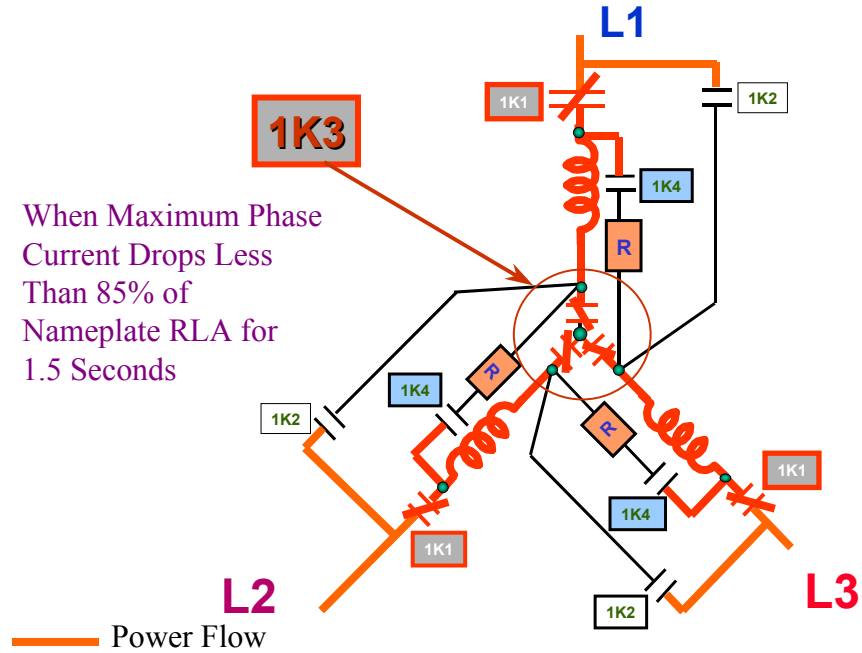 L1
1K1
1K2
1K3
1K4
R
When Maximum Phase
Current Drops Less
Than 85% of
Nameplate RLA for
1.5 Seconds
R
1K4
1K2
R
1K1
1K4
1K1
L2
L3
1K2
Power Flow